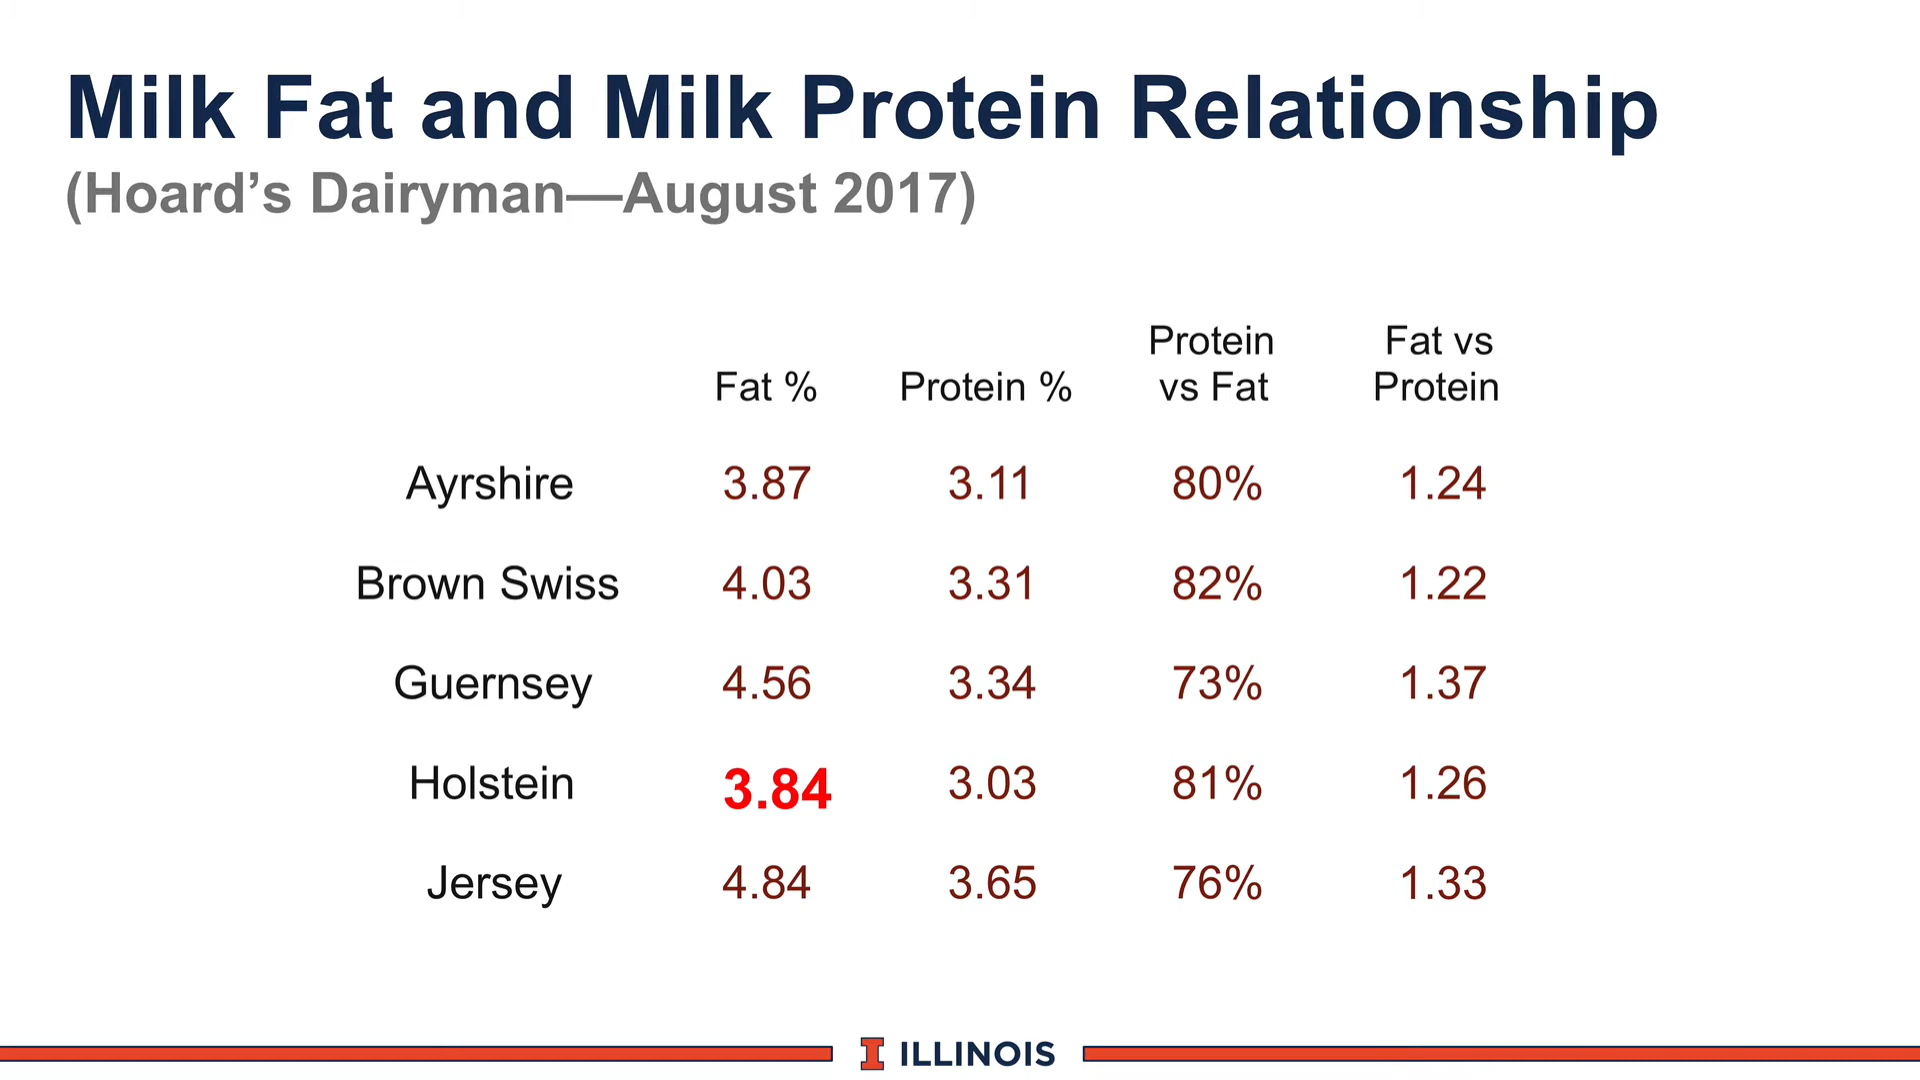 Milk Fat and Milk Protein Relationship
(Hoard’s Dairyman—August 2017)
Fat % Protein % Protein vs Fat Fat vs Protein
Ayrshire 3.87 3.11 80% 1.24
Brown Swiss 4.03 3.31 82% 1.22
Guernsey 4.56 3.34 73% 1.37
Holstein 3.84 3.03 81% 1.26
Jersey 4.84 3.65 76% 1.33
I ILLINOIS